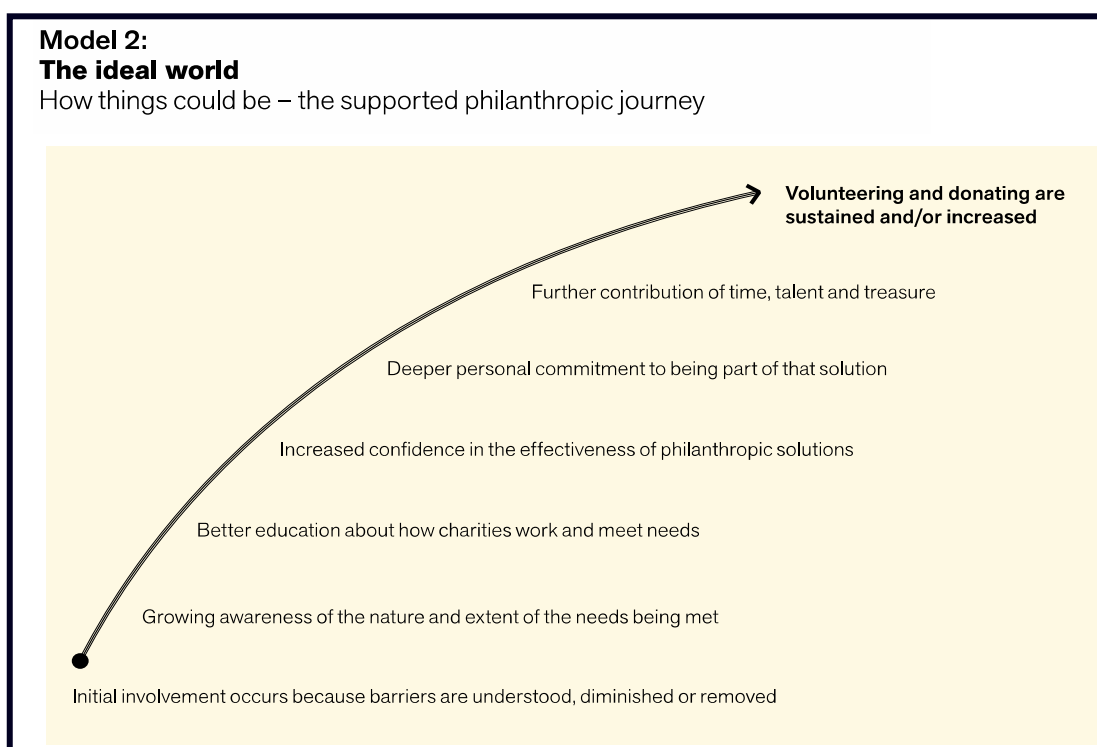 Model 2:
The ideal world
How things could be – the supported philanthropic journey
Volunteering and donating are
sustained and/or increased
Further contribution of time, talent and treasure
Deeper personal commitment to being part of that solution
Increased confidence in the effectiveness of philanthropic solutions
Better education about how charities work and meet needs
Growing awareness of the nature and extent of the needs being met
Initial involvement occurs because barriers are understood, diminished or removed